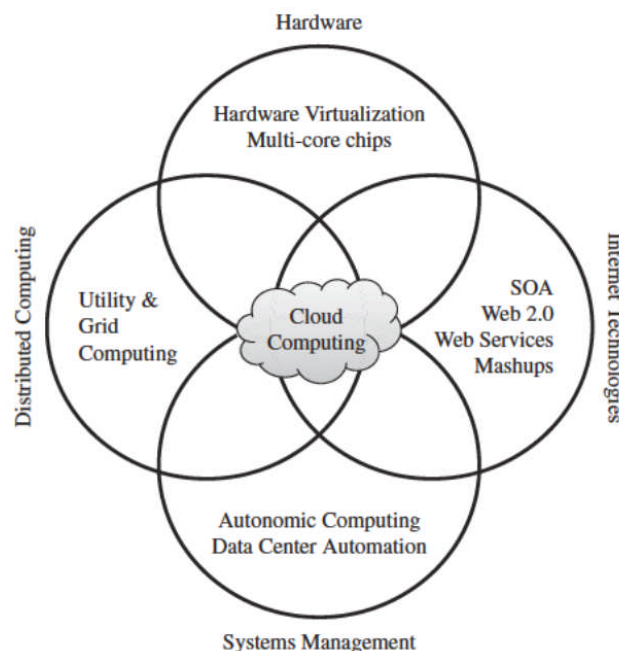 Hardware
Hardware Virtualization
Multi-core chips
Distributed Computing
Utility &
Grid
Computing
Cloud
Computing
SOA
Web 2.0
Web Services
Mashups
Internet Technologies
Autonomic Computing
Data Center Automation
Systems Management